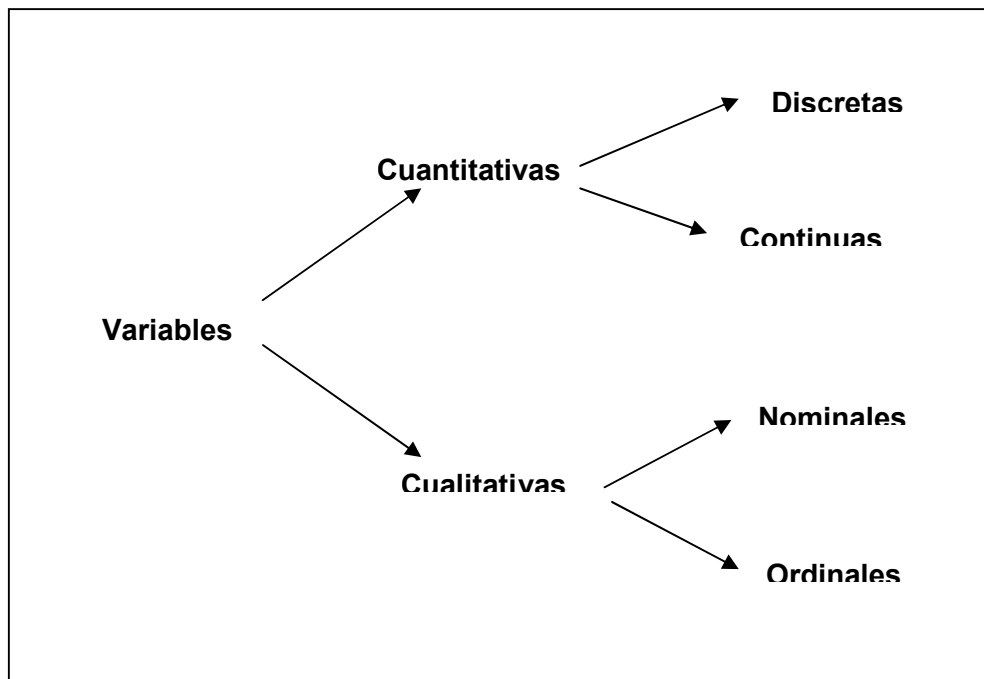 Discretas
Cuantitativas
Continuas
Variables
Nominales
Cualitativas
Ordinales